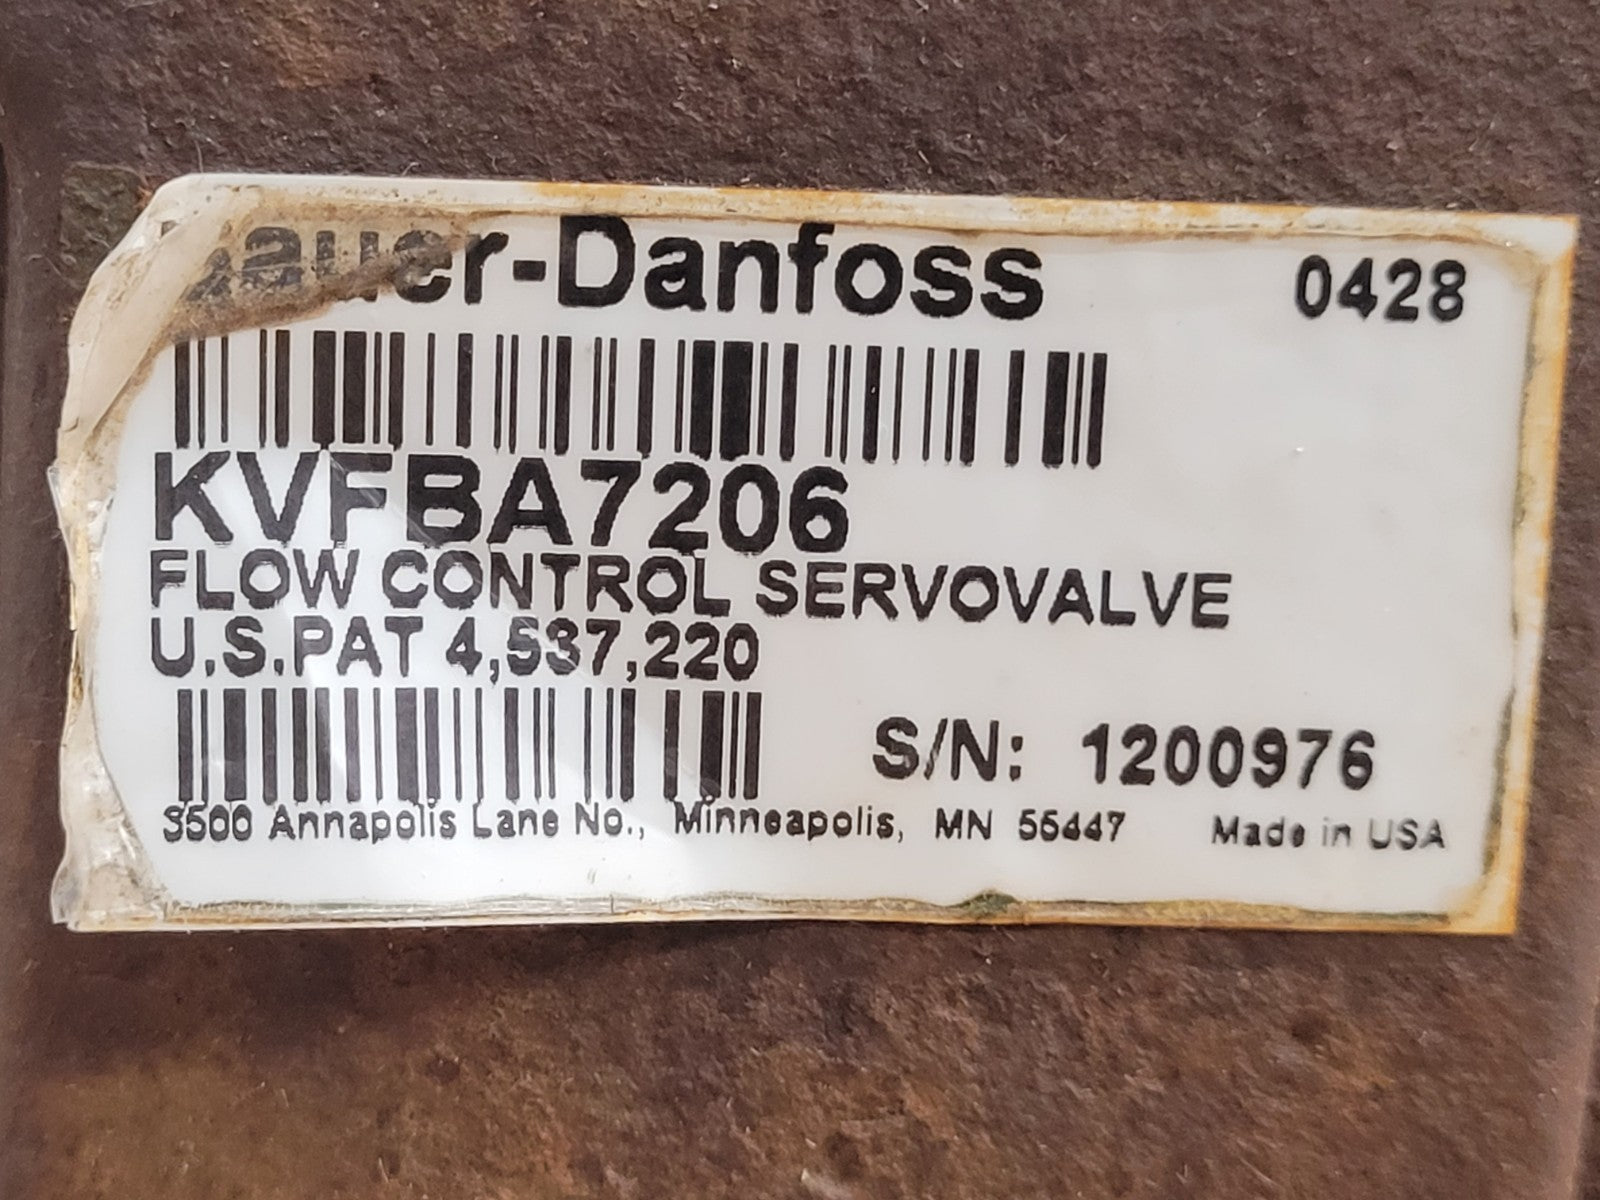 Sauer-Danfoss 0428
KVFBA7206
FLOW CONTROL SERVOVALVE
U.S.PAT 4,537,220
S/N: 1200976
3500 Annapolis Lane No., Minneapolis, MN 55447 Made in USA